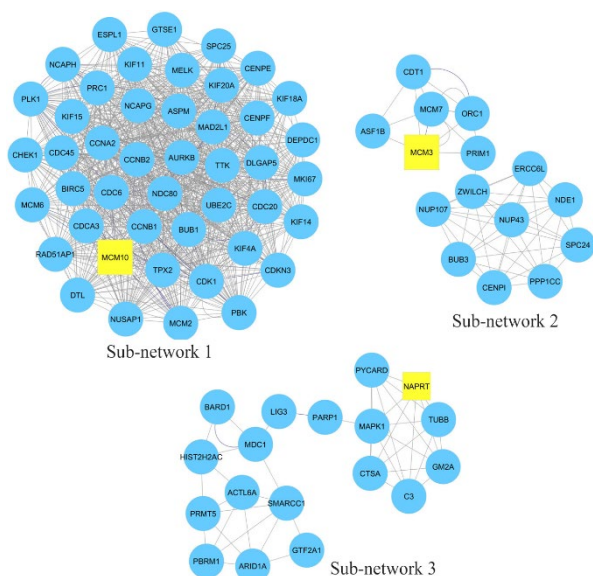 ESPL1
GTSE1
SPC25
NCAPH
KIF11
MELK
CENPE
PLK1
PRC1
NCAPG
ASPM
KIF20A
KIF18A
KIF15
MAD2L1
CENPF
DEPDC1
CHEK1
CDC45
CCNA2
CCNB2
AURKB
TTK
DLGAP5
MKI67
MCM6
BIRC5
CDC6
NDC80
UBE2C
CDC20
KIF14
CDCA3
CCNB1
BUB1
KIF4A
RAD51AP1
MCM10
TPX2
CDK1
CDKN3
DTL
NUSAP1
MCM2
PBK
Sub-network 1
CDT1
MCM7
ORC1
ASF1B
MCM3
PRIM1
ERCC6L
ZWILCH
NDE1
NUP107
NUP43
SPC24
BUB3
CENPI
PPP1CC
Sub-network 2
PYCARD
NAPRT
BARD1
LIG3
PARP1
MAPK1
TUBB
MDC1
HIST2H2AC
CTSA
GM2A
C3
ACTL6A
SMARCC1
PRMT5
GTF2A1
PBRM1
ARID1A
Sub-network 3